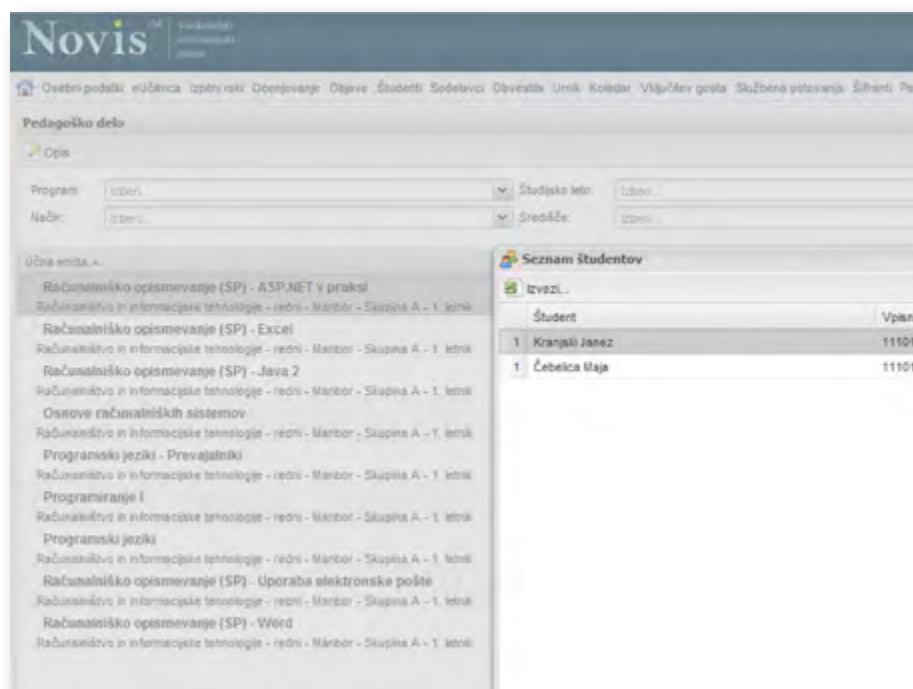 Novis
Osebni podatki eUčilnica Izpitni roki Ocenjevanje Objave Študenti Sodelavci Obvestila Urnik Koledar Vključitev gosta Službena potovanja Šifranti
Pedagoško delo
Opis
Program: Izberi... Študijsko leto: Izberi...
Način: Izberi... Središče: Izberi...
Učna enota
Računalniško opismevanje (SP) - ASP.NET v praksi
Računalništvo in informacijske tehnologije - redni - Maribor - Skupina A - 1. letnik
Računalniško opismevanje (SP) - Excel
Računalništvo in informacijske tehnologije - redni - Maribor - Skupina A - 1. letnik
Računalniško opismevanje (SP) - Java 2
Računalništvo in informacijske tehnologije - redni - Maribor - Skupina A - 1. letnik
Osnove računalniških sistemov
Računalništvo in informacijske tehnologije - redni - Maribor - Skupina A - 1. letnik
Programski jeziki - Prevajalniki
Računalništvo in informacijske tehnologije - redni - Maribor - Skupina A - 1. letnik
Programiranje I
Računalništvo in informacijske tehnologije - redni - Maribor - Skupina A - 1. letnik
Programski jeziki
Računalništvo in informacijske tehnologije - redni - Maribor - Skupina A - 1. letnik
Računalniško opismevanje (SP) - Uporaba elektronske pošte
Računalništvo in informacijske tehnologije - redni - Maribor - Skupina A - 1. letnik
Računalniško opismevanje (SP) - Word
Računalništvo in informacijske tehnologije - redni - Maribor - Skupina A - 1. letnik
Seznam študentov
Izvozi...
Študent Vpisn
1 Kranjski Janez 11101
1 Čebelica Maja 11101